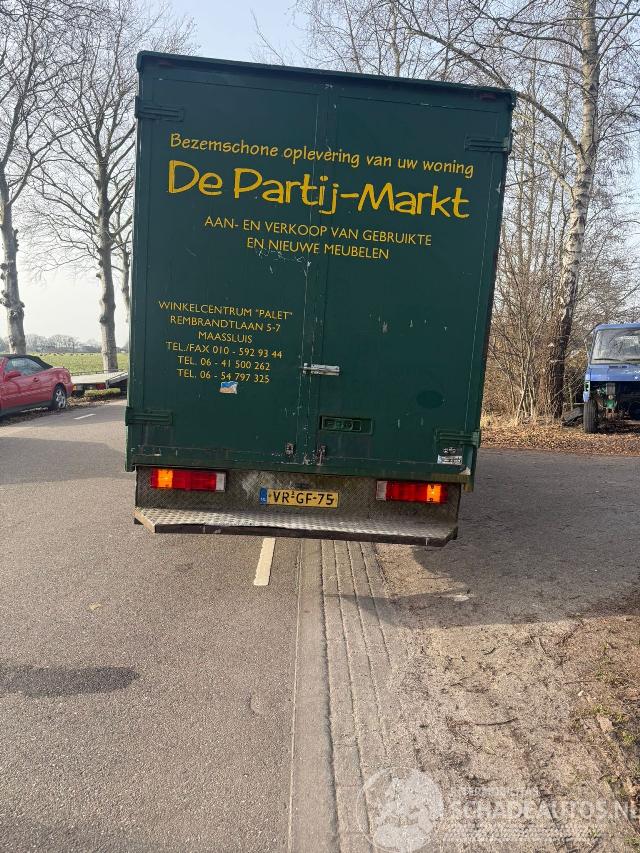 Bezemschone oplevering van uw woning
De Partij-Markt
AAN- EN VERKOOP VAN GEBRUIKTE
EN NIEUWE MEUBELEN
WINKELCENTRUM "PALET"
REMBRANDTLAAN 5-7
MAASSLUIS
TEL./FAX 010 - 592 93 44
TEL. 06 - 41 500 262
TEL. 06 - 54 797 325
VR-GF-75
SCHADEAUTOS.NL